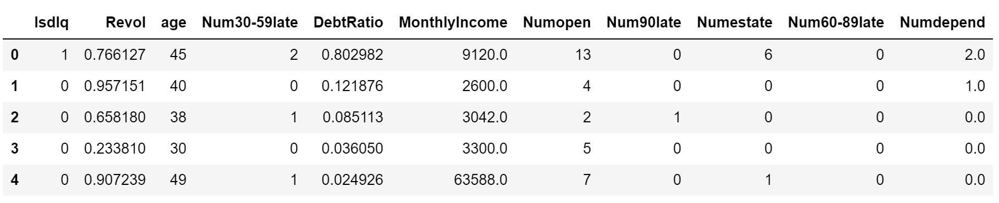 Isdlq Revol age Num30-59late DebtRatio MonthlyIncome Numopen Num90late Numestate Num60-89late Numdepend
0 1 0.766127 45 2 0.802982 9120.0 13 0 6 0 2.0
1 0 0.957151 40 0 0.121876 2600.0 4 0 0 0 1.0
2 0 0.658180 38 1 0.085113 3042.0 2 1 0 0 0.0
3 0 0.233810 30 0 0.036050 3300.0 5 0 0 0 0.0
4 0 0.907239 49 1 0.024926 63588.0 7 0 1 0 0.0